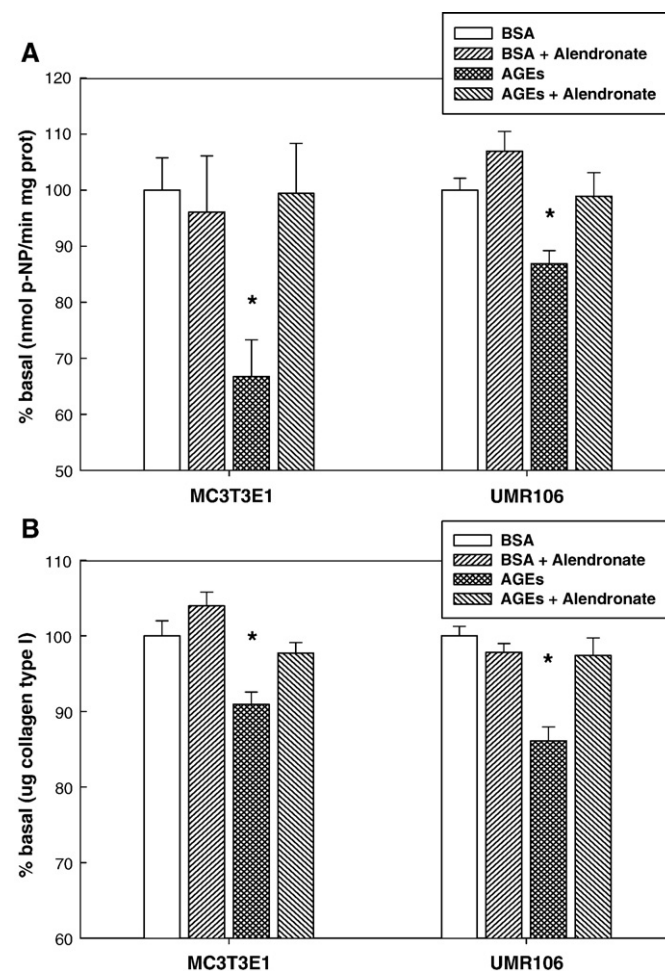 A
BSA
BSA + Alendronate
AGEs
AGEs + Alendronate
% basal (nmol p-NP/min mg prot)
120
110
100
90
80
70
60
50
*
*
MC3T3E1
UMR106
B
BSA
BSA + Alendronate
AGEs
AGEs + Alendronate
% basal (ug collagen type I)
110
100
90
80
70
60
*
*
MC3T3E1
UMR106